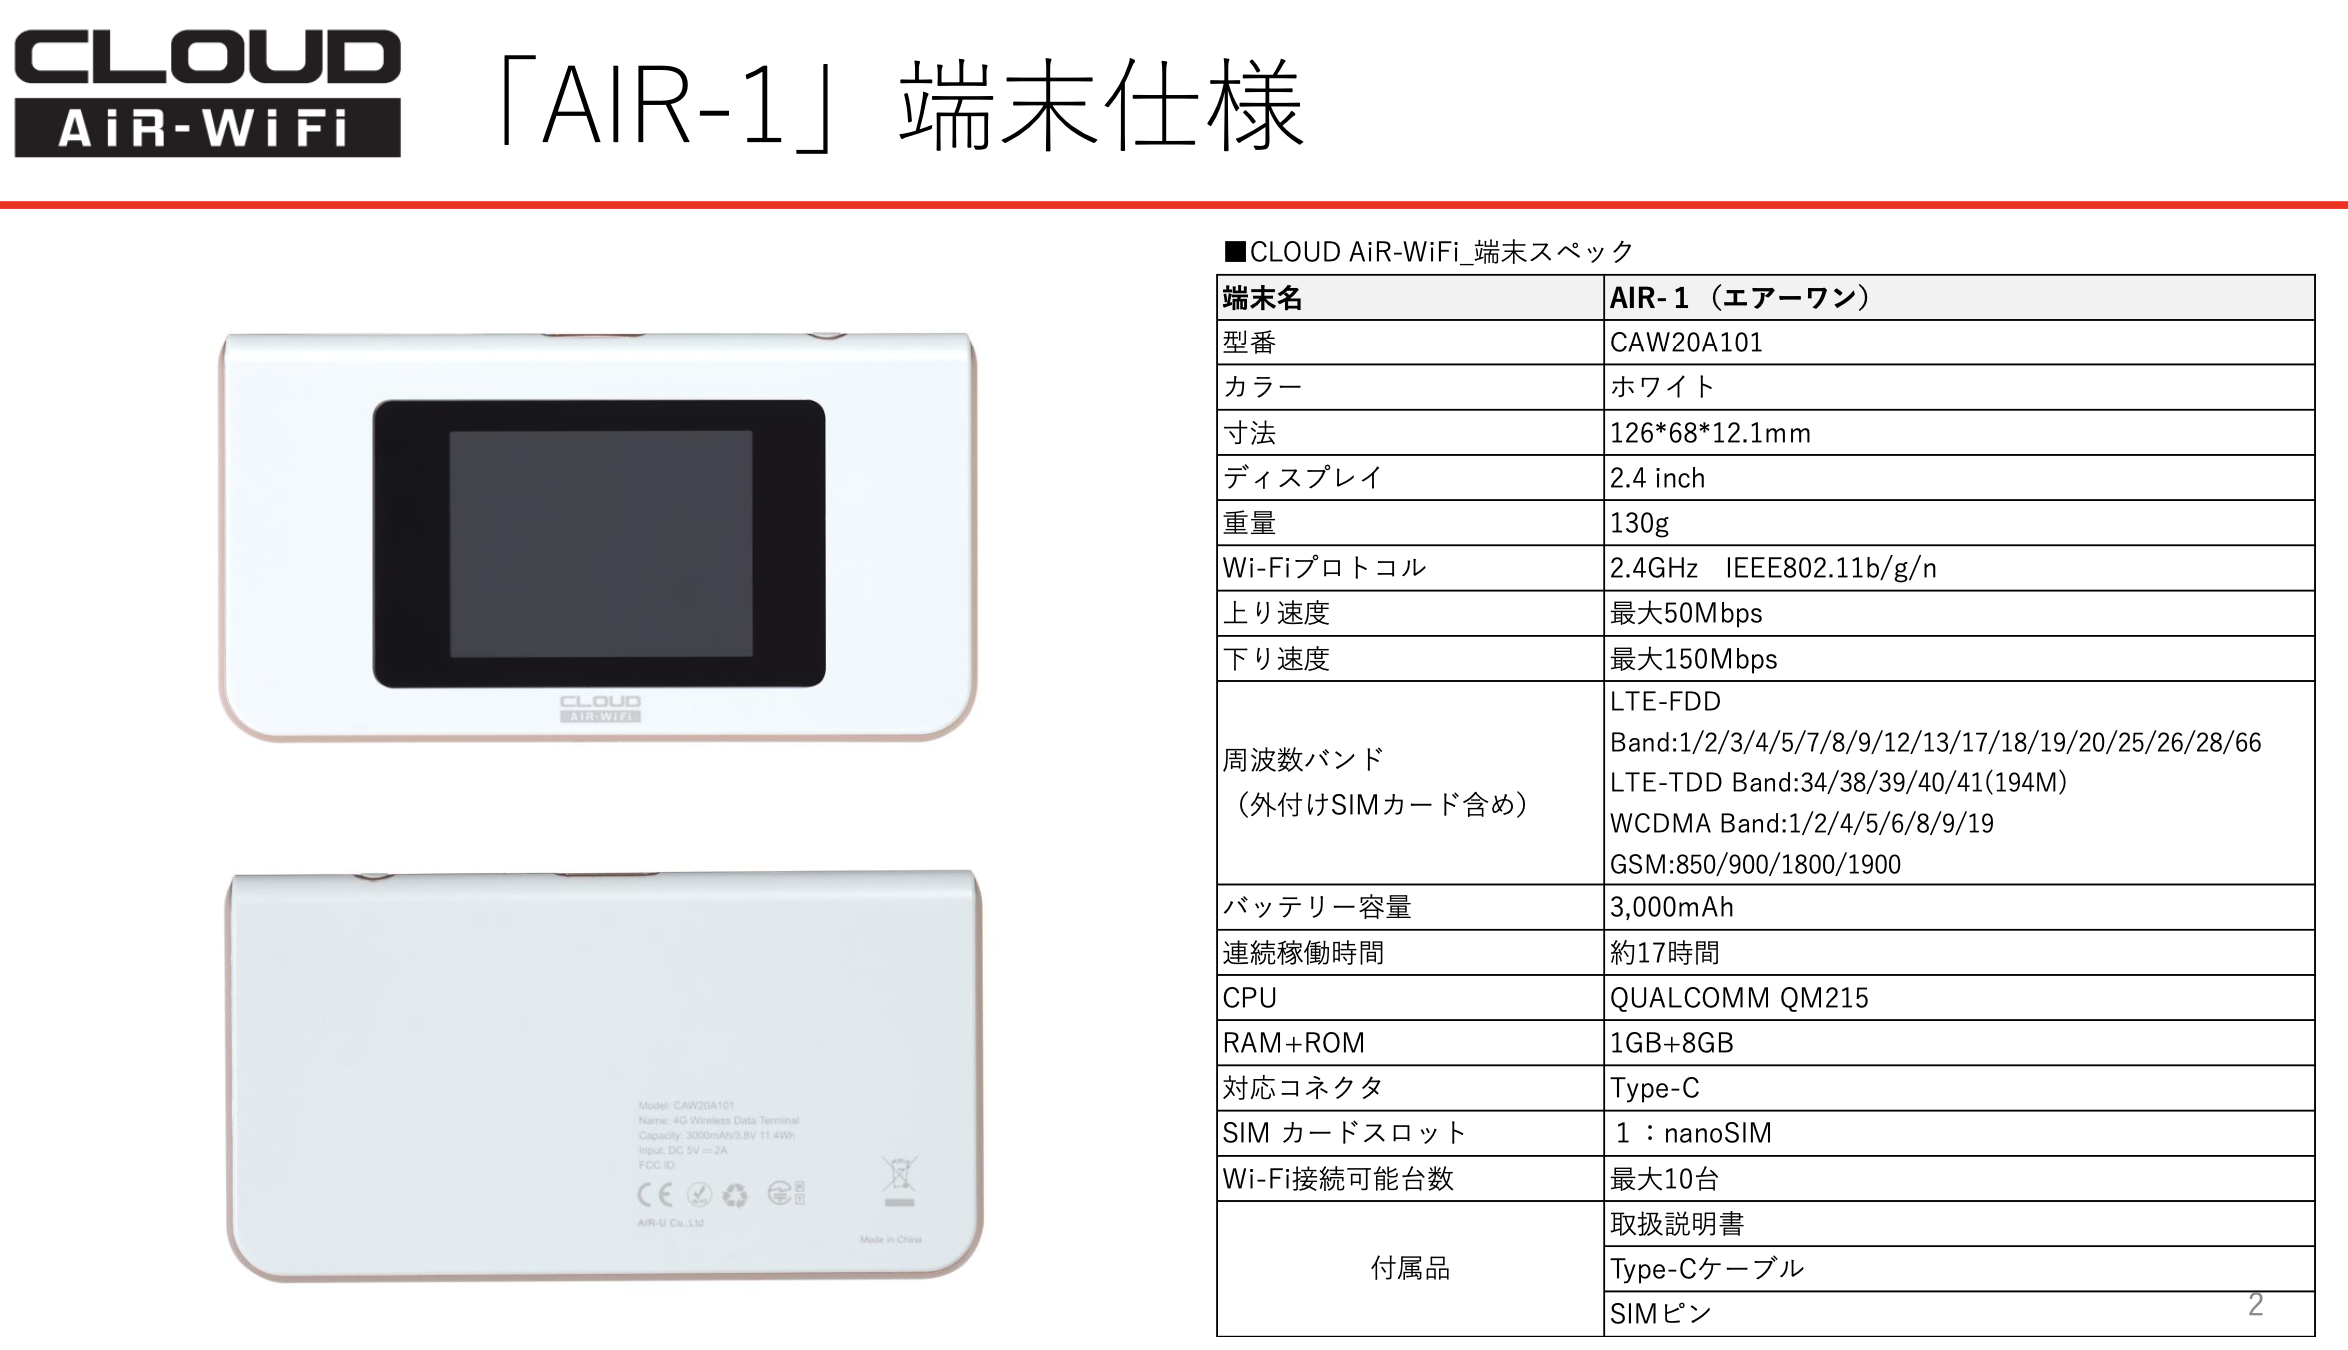 CLOUD
AiR-WiFi
「AIR-1」端末仕様
■CLOUD AiR-WiFi_端末スペック
端末名 AIR-１（エアーワン）
型番 CAW20A101
カラー ホワイト
寸法 126*68*12.1mm
ディスプレイ 2.4 inch
重量 130g
Wi-Fiプロトコル 2.4GHz　IEEE802.11b/g/n
上り速度 最大50Mbps
下り速度 最大150Mbps
周波数バンド
（外付けSIMカード含め）
LTE-FDD
Band:1/2/3/4/5/7/8/9/12/13/17/18/19/20/25/26/28/66
LTE-TDD Band:34/38/39/40/41(194M)
WCDMA Band:1/2/4/5/6/8/9/19
GSM:850/900/1800/1900
バッテリー容量 3,000mAh
連続稼働時間 約17時間
CPU QUALCOMM QM215
RAM+ROM 1GB+8GB
対応コネクタ Type-C
SIM カードスロット １：nanoSIM
Wi-Fi接続可能台数 最大10台
付属品
取扱説明書
Type-Cケーブル
SIMピン
2
CLOUD
AiR-WiFi
Model: CAW20A101
Name: 4G Wireless Data Terminal
Capacity: 3000mAh/3.8V 11.4Wh
Input: DC 5V⎓2A
FCC ID:
CE
AIR-U Co.,Ltd
Made in China